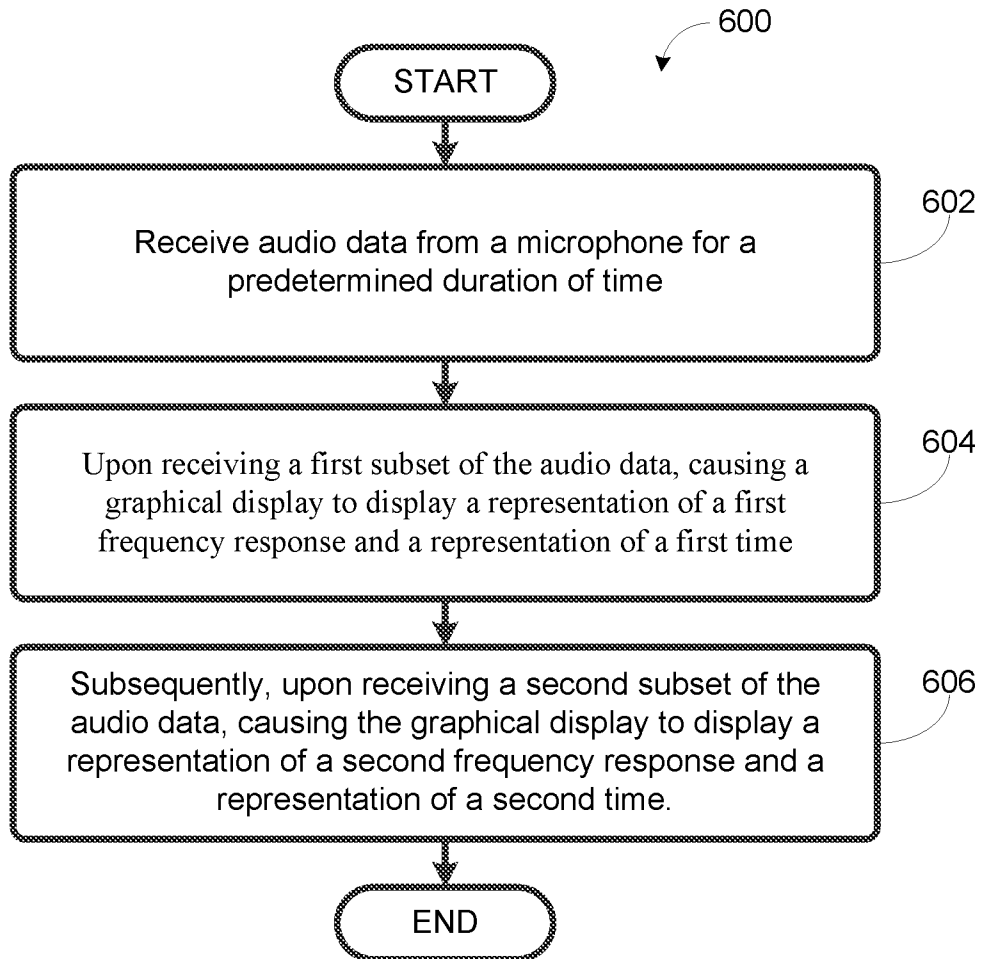 600
START
Receive audio data from a microphone for a
predetermined duration of time
602
Upon receiving a first subset of the audio data, causing a
graphical display to display a representation of a first
frequency response and a representation of a first time
604
Subsequently, upon receiving a second subset of the
audio data, causing the graphical display to display a
representation of a second frequency response and a
representation of a second time.
606
END